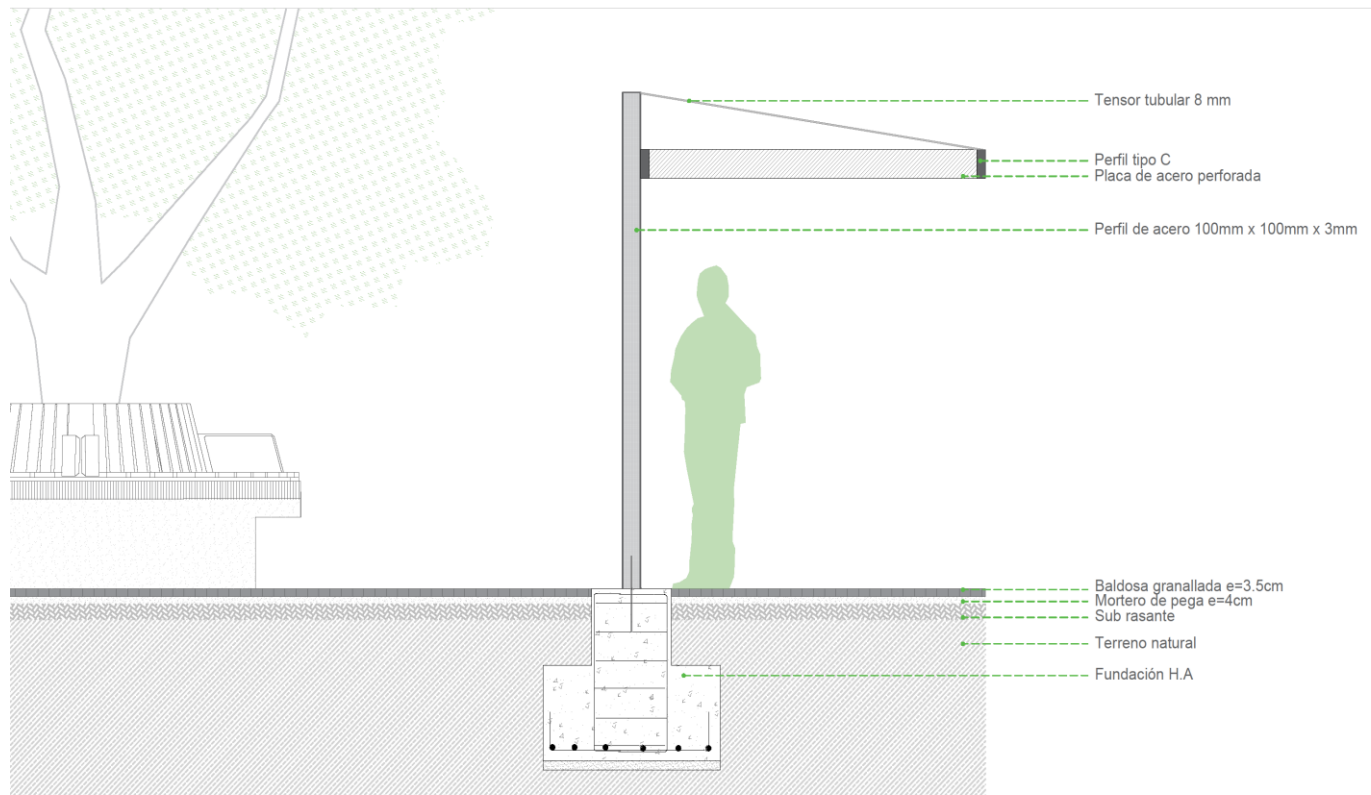 Tensor tubular 8 mm
Perfil tipo C
Placa de acero perforada
Perfil de acero 100mm x 100mm x 3mm
Baldosa granallada e=3.5cm
Mortero de pega e=4cm
Sub rasante
Terreno natural
Fundación H.A